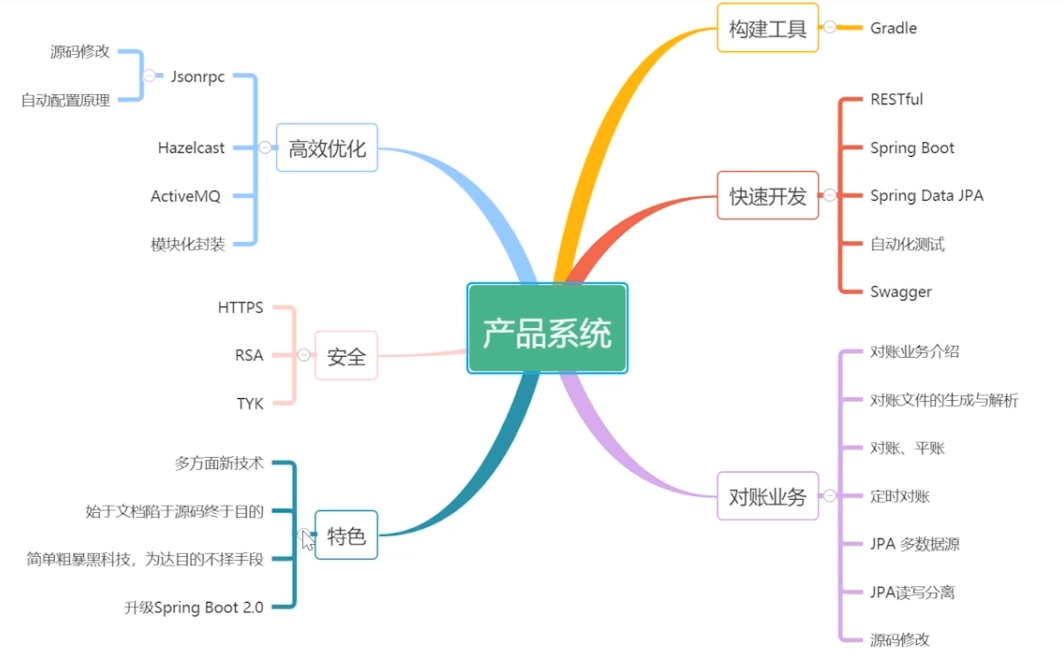 产品系统
构建工具
Gradle
快速开发
RESTful
Spring Boot
Spring Data JPA
自动化测试
Swagger
对账业务
对账业务介绍
对账文件的生成与解析
对账、平账
定时对账
JPA 多数据源
JPA读写分离
源码修改
高效优化
Jsonrpc
源码修改
自动配置原理
Hazelcast
ActiveMQ
模块化封装
安全
HTTPS
RSA
TYK
特色
多方面新技术
始于文档陷于源码终于目的
简单粗暴黑科技，为达目的不择手段
升级Spring Boot 2.0